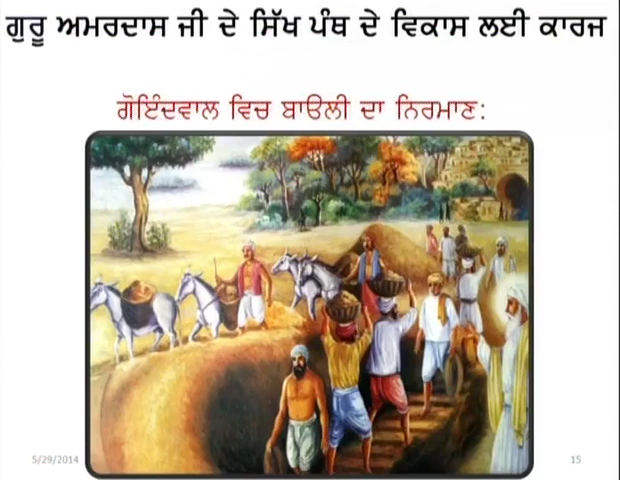 ਗੁਰੂ ਅਮਰਦਾਸ ਜੀ ਦੇ ਸਿੱਖ ਪੰਥ ਦੇ ਵਿਕਾਸ ਲਈ ਕਾਰਜ
ਗੋਇੰਦਵਾਲ ਵਿਚ ਬਾਉਲੀ ਦਾ ਨਿਰਮਾਣ:
5/29/2014
15